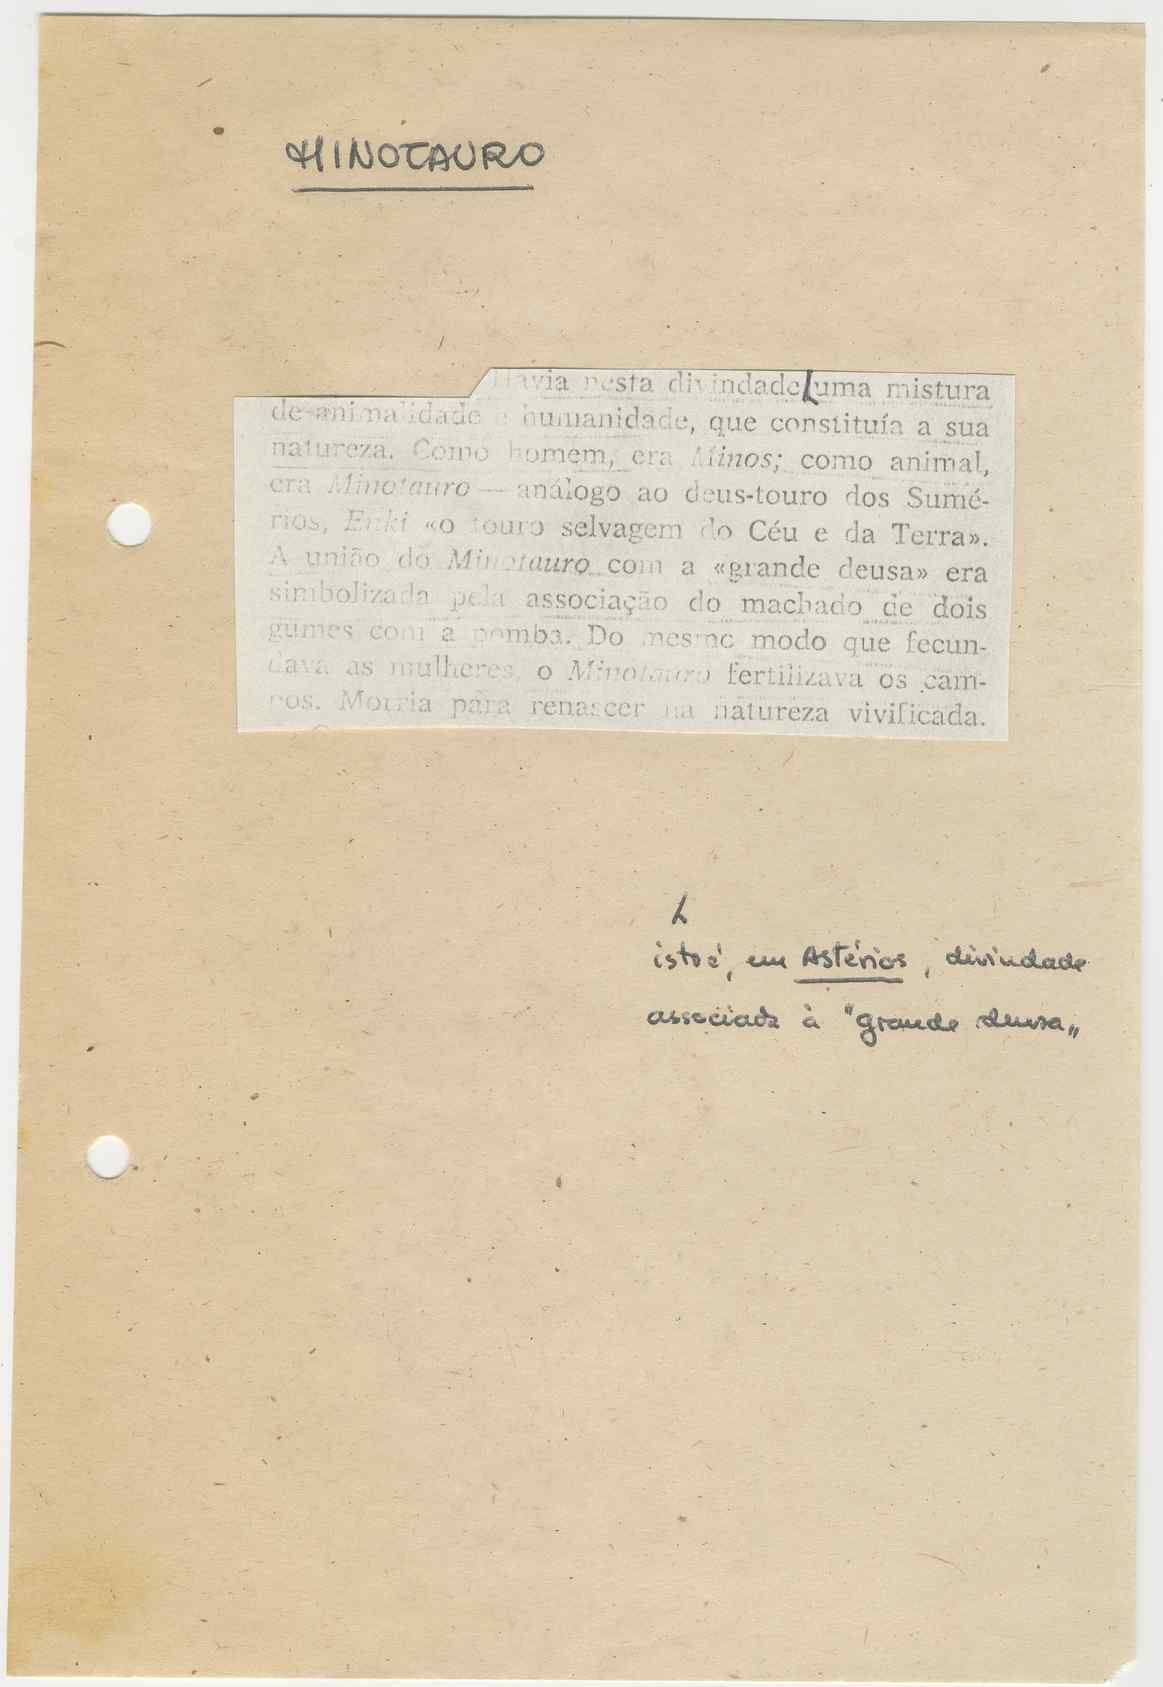 MINOTAURO
Havia nesta divindade uma mistura
de animalidade e humanidade, que constituía a sua
natureza. Como homem, era Minos; como animal,
era Minotauro — análogo ao deus-touro dos Sumé-
rios, Enki «o touro selvagem do Céu e da Terra».
A união do Minotauro com a «grande deusa» era
simbolizada pela associação do machado de dois
gumes com a pomba. Do mesmo modo que fecun-
dava as mulheres, o Minotauro fertilizava os cam-
pos. Morria para renascer na natureza vivificada.
isto é, em Astérios, divindade
associada à "grande deusa„